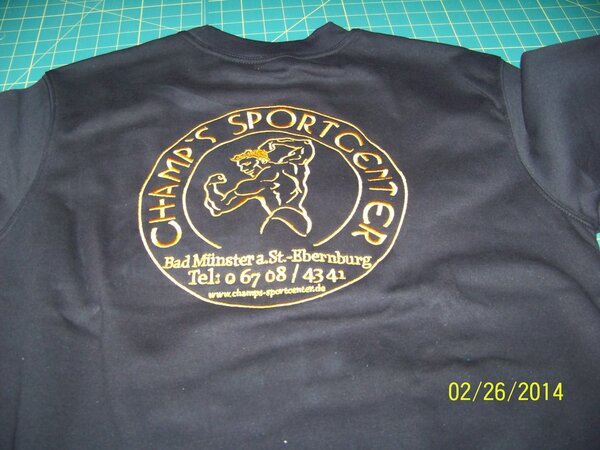 CHAMP'S SPORTCENTER
Bad Münster a.St.-Ebernburg
Tel: 0 67 08 / 43 41
www.champs-sportcenter.de
02/26/2014